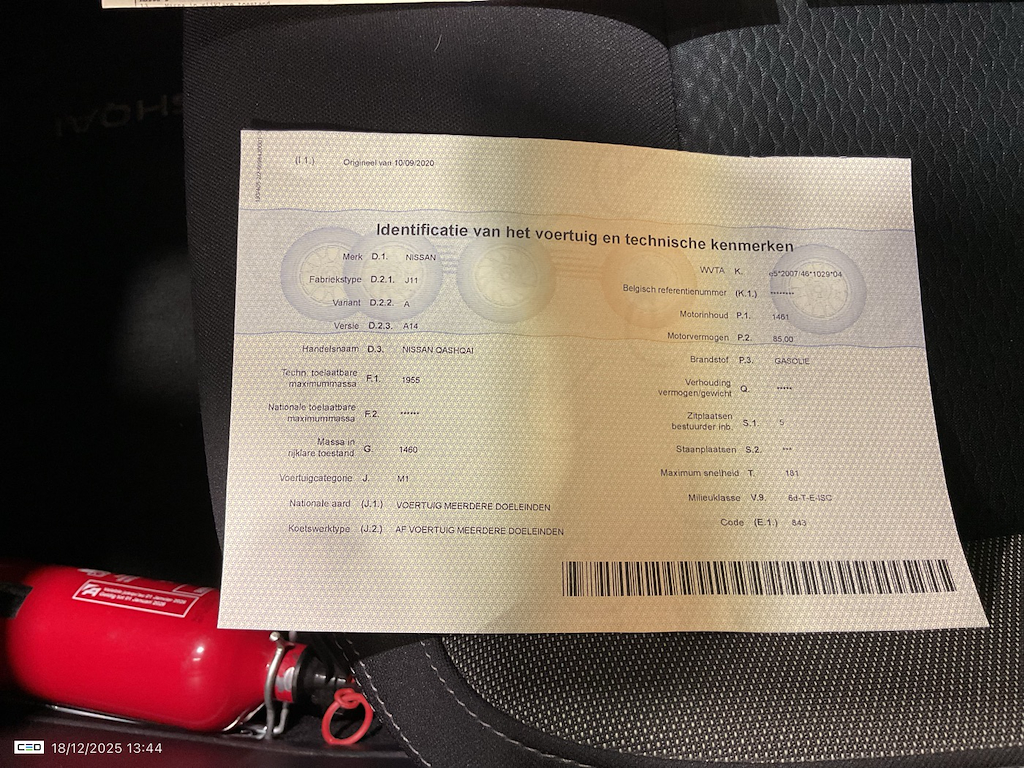 (I.1.) Origineel van 10/09/2020
Identificatie van het voertuig en technische kenmerken
Merk D.1. NISSAN
Fabriekstype D.2.1. J11
Variant D.2.2. A
Versie D.2.3. A14
Handelsnaam D.3. NISSAN QASHQAI
Techn. toelaatbare
maximummassa F.1. 1955
Nationale toelaatbare
maximummassa F.2. ******
Massa in
rijklare toestand G. 1460
Voertuigcategorie J. M1
Nationale aard (J.1.) VOERTUIG MEERDERE DOELEINDEN
Koetswerktype (J.2.) AF VOERTUIG MEERDERE DOELEINDEN
WVTA K. e5*2007/46*1029*04
Belgisch referentienummer (K.1.) ********
Motorinhoud P.1. 1461
Motorvermogen P.2. 85,00
Brandstof P.3. GASOLIE
Verhouding
vermogen/gewicht Q. *****
Zitplaatsen
bestuurder inb. S.1. 5
Staanplaatsen S.2. ***
Maximum snelheid T. 181
Milieuklasse V.9. 6d-T-E-ISC
Code (E.1.) 843
CEO 18/12/2025 13:44